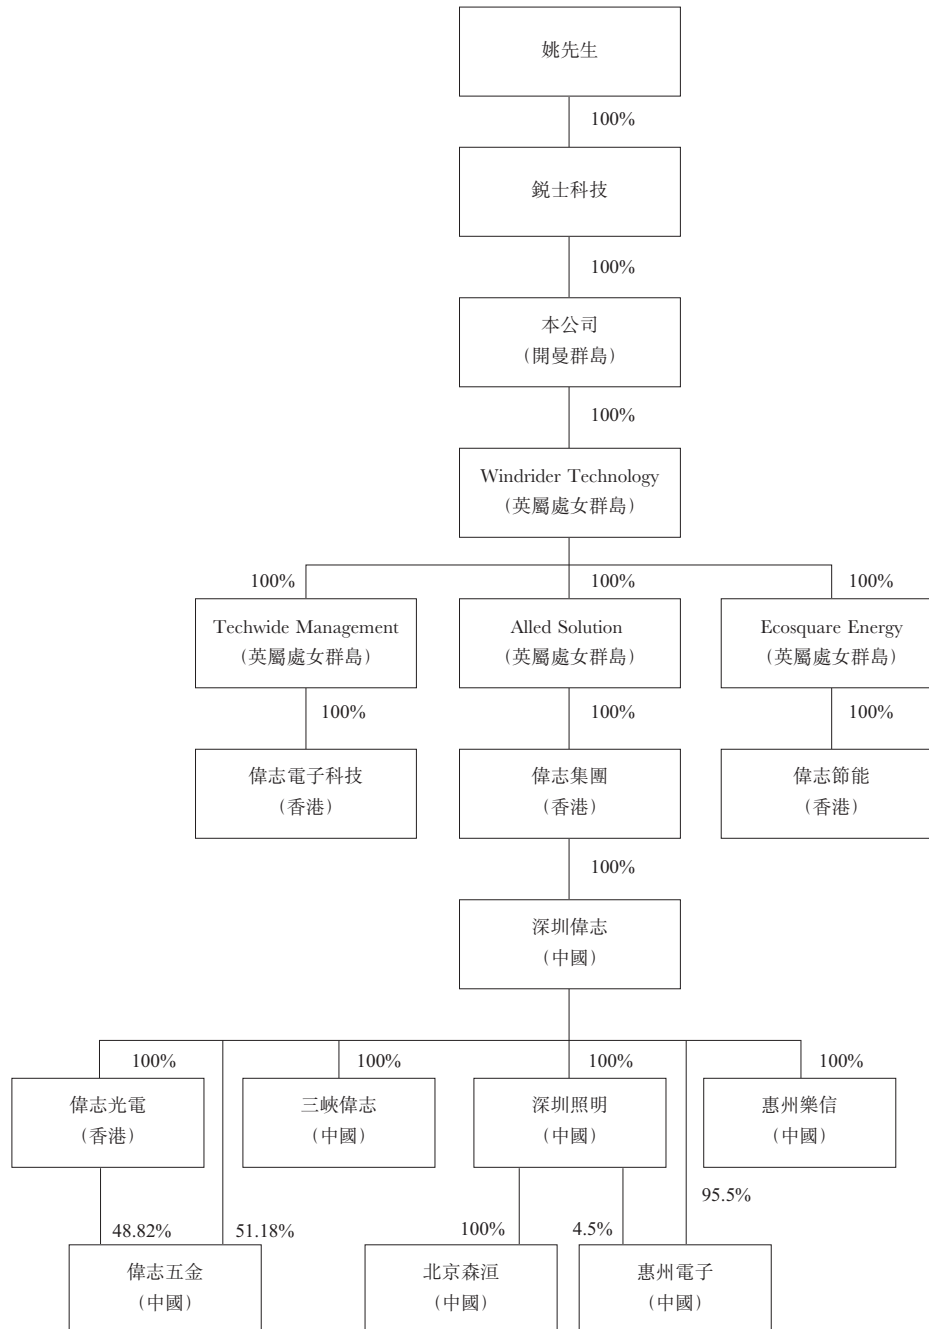 姚先生
100%
鋭士科技
100%
本公司
（開曼群島）
100%
Windrider Technology
（英屬處女群島）
100%
100%
100%
Techwide Management
（英屬處女群島）
Alled Solution
（英屬處女群島）
Ecosquare Energy
（英屬處女群島）
100%
100%
100%
偉志電子科技
（香港）
偉志集團
（香港）
偉志節能
（香港）
100%
深圳偉志
（中國）
100%
100%
100%
100%
偉志光電
（香港）
三峽偉志
（中國）
深圳照明
（中國）
惠州樂信
（中國）
95.5%
48.82%
51.18%
100%
4.5%
偉志五金
（中國）
北京森洹
（中國）
惠州電子
（中國）